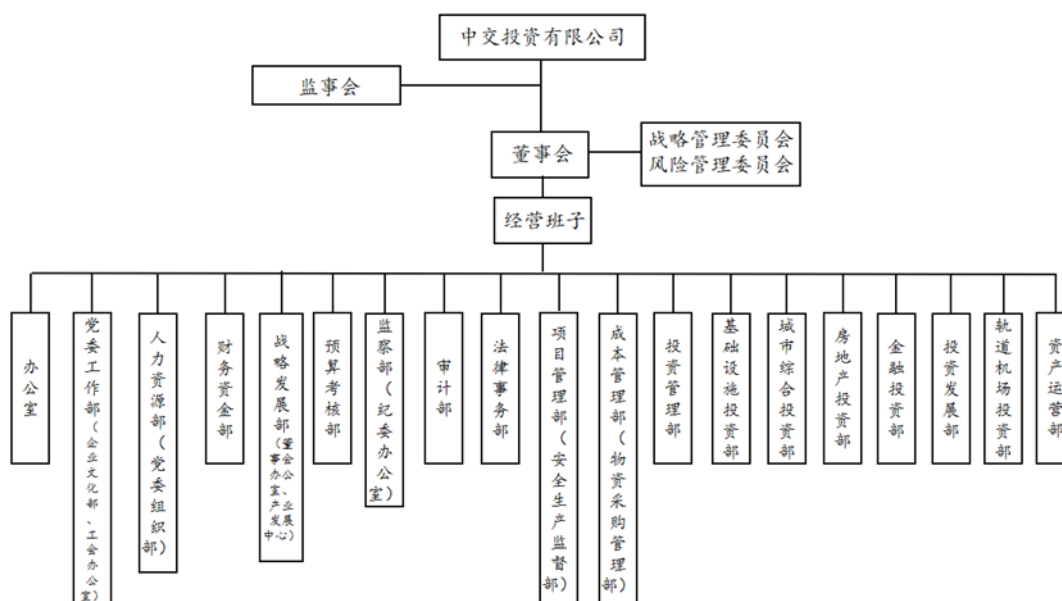 中交投资有限公司
监事会
董事会
战略管理委员会
风险管理委员会
经营班子
办公室
党委工作部（企业文化部、工会办公室）
人力资源部（党委组织部）
财务资金部
战略发展部（董事会办公室、产业发展中心）
预算考核部
监察部（纪委办公室）
审计部
法律事务部
项目管理部（安全生产监督部）
成本管理部（物资采购管理部）
投资管理部
基础设施投资部
城市综合投资部
房地产投资部
金融投资部
投资发展部
轨道机场投资部
资产运营部